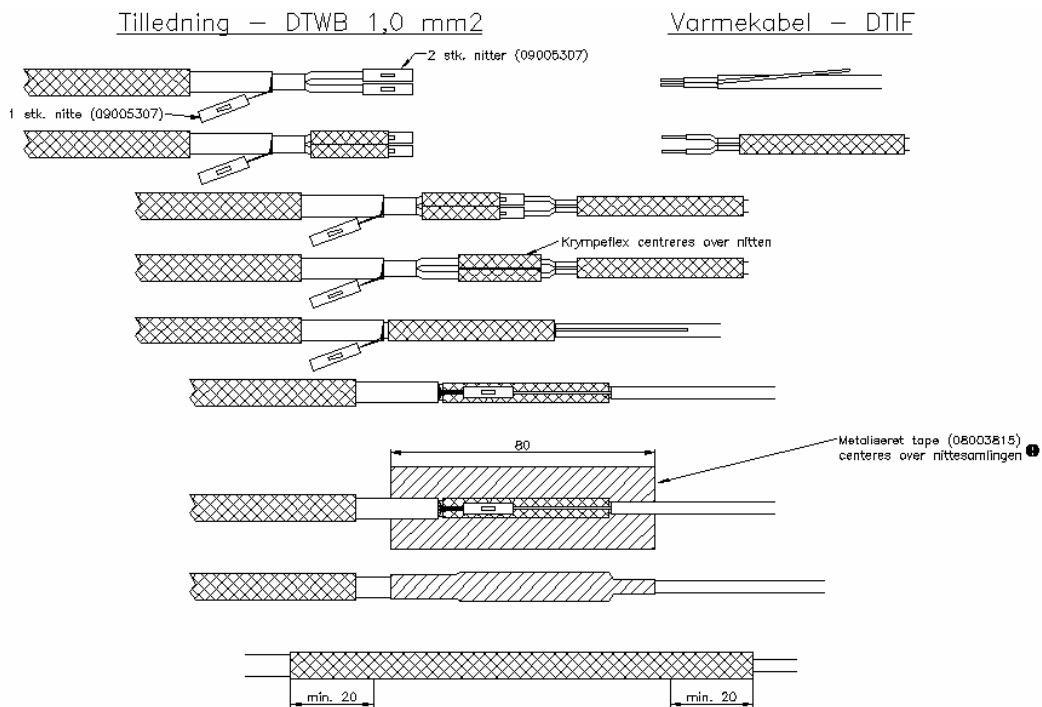 Tilledning – DTWB 1,0 mm2
Varmekabel – DTIF
2 stk. nitter (09005307)
1 stk. nitte (09005307)
Krympeflex centreres over nitten
80
Metaliseret tape (08003815)
centeres over nittesamlingen
min. 20
min. 20